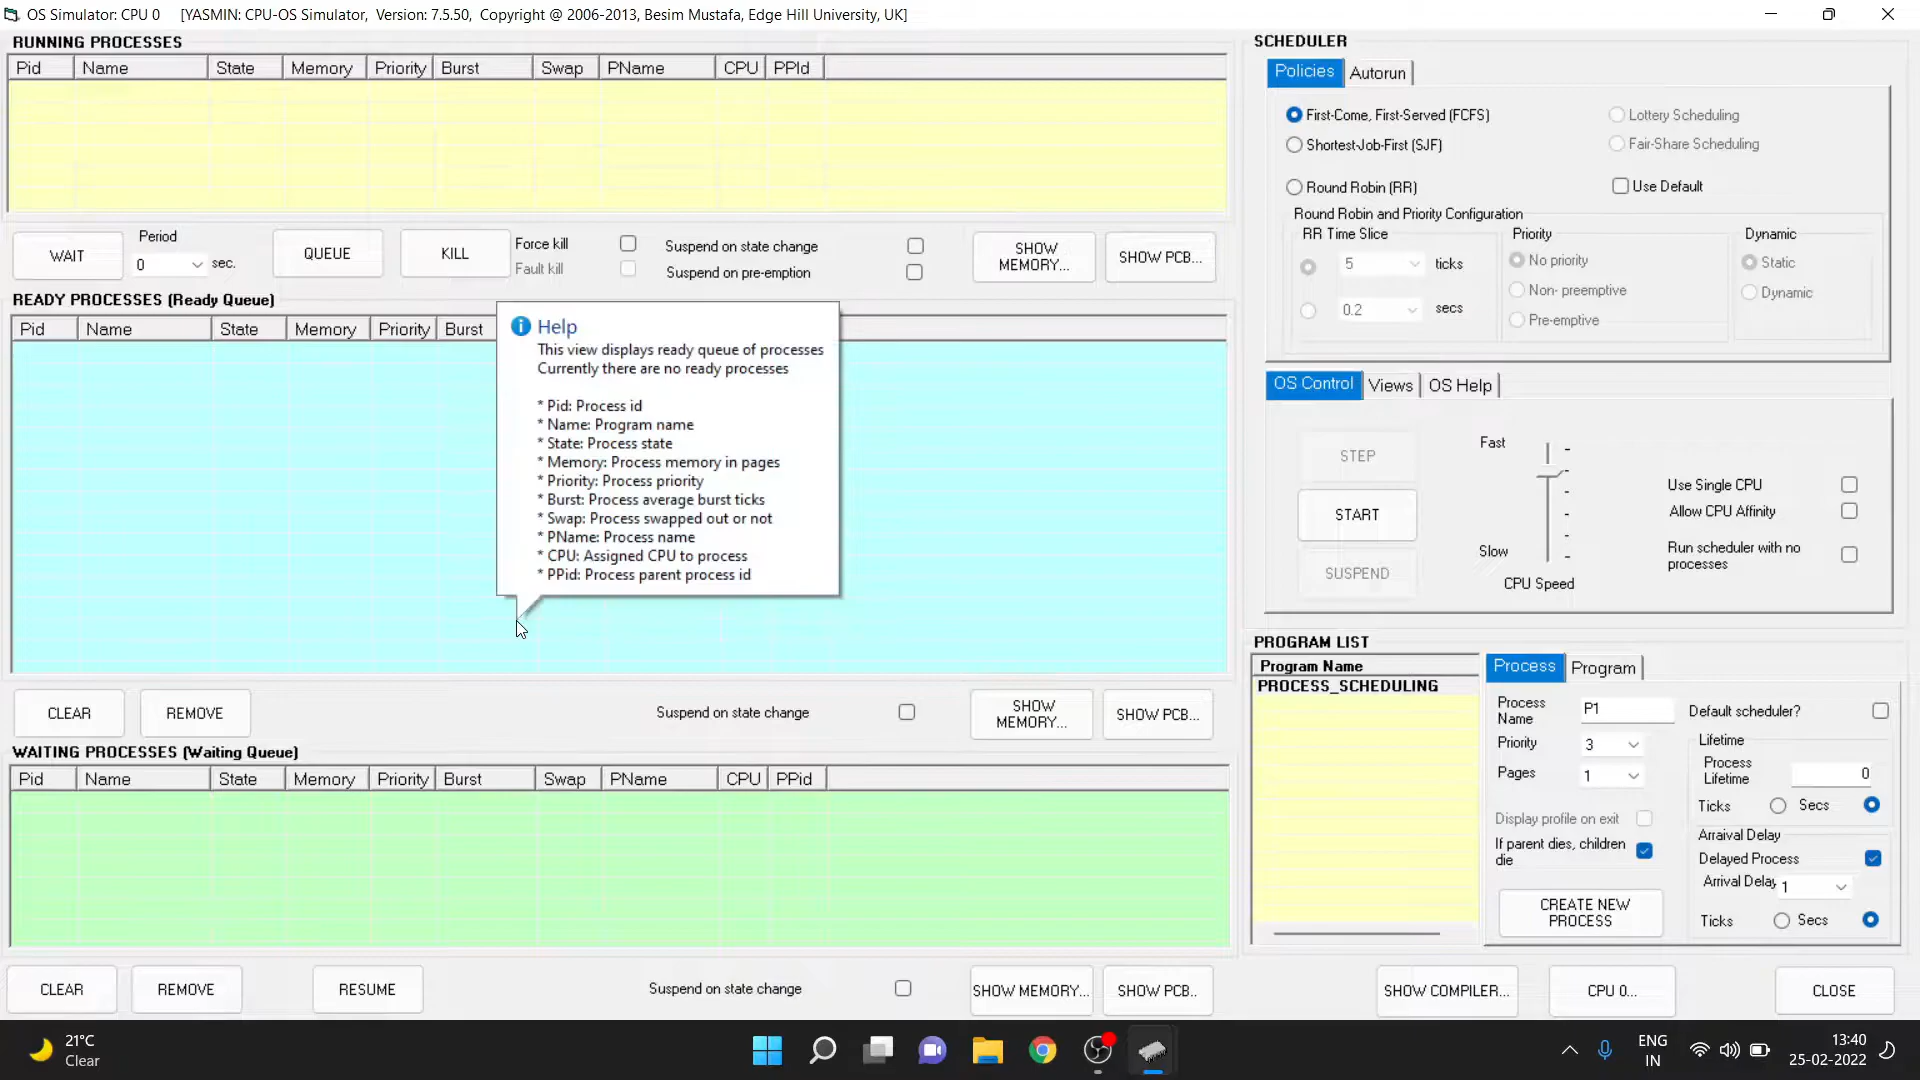 OS Simulator: CPU 0 [YASMIN: CPU-OS Simulator, Version: 7.5.50, Copyright @ 2006-2013, Besim Mustafa, Edge Hill University, UK]
RUNNING PROCESSES
Pid Name State Memory Priority Burst Swap PName CPU PPId
WAIT
Period
0 sec.
QUEUE
KILL
Force kill
Fault kill
Suspend on state change
Suspend on pre-emption
SHOW MEMORY...
SHOW PCB...
READY PROCESSES (Ready Queue)
Pid Name State Memory Priority Burst
Help
This view displays ready queue of processes
Currently there are no ready processes
* Pid: Process id
* Name: Program name
* State: Process state
* Memory: Process memory in pages
* Priority: Process priority
* Burst: Process average burst ticks
* Swap: Process swapped out or not
* PName: Process name
* CPU: Assigned CPU to process
* PPid: Process parent process id
CLEAR
REMOVE
Suspend on state change
SHOW MEMORY...
SHOW PCB...
WAITING PROCESSES (Waiting Queue)
Pid Name State Memory Priority Burst Swap PName CPU PPid
CLEAR
REMOVE
RESUME
Suspend on state change
SHOW MEMORY...
SHOW PCB..
SCHEDULER
Policies Autorun
First-Come, First-Served (FCFS)
Shortest-Job-First (SJF)
Round Robin (RR)
Lottery Scheduling
Fair-Share Scheduling
Use Default
Round Robin and Priority Configuration
RR Time Slice
5 ticks
0.2 secs
Priority
No priority
Non- preemptive
Pre-emptive
Dynamic
Static
Dynamic
OS Control Views OS Help
STEP
START
SUSPEND
Fast
Slow
CPU Speed
Use Single CPU
Allow CPU Affinity
Run scheduler with no
processes
PROGRAM LIST
Program Name
PROCESS_SCHEDULING
Process Program
Process
Name
P1
Priority 3
Pages 1
Display profile on exit
If parent dies, children
die
CREATE NEW
PROCESS
Default scheduler?
Lifetime
Process
Lifetime
0
Ticks Secs
Arraival Delay
Delayed Process
Arrival Delay 1
Ticks Secs
SHOW COMPILER...
CPU 0...
CLOSE
21°C
Clear
ENG
IN
13:40
25-02-2022